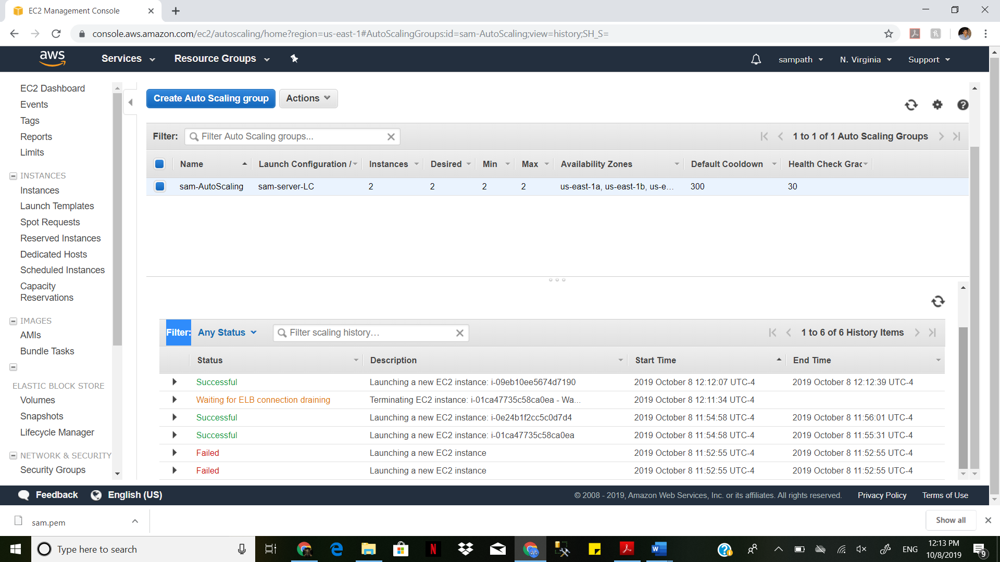 EC2 Management Console
console.aws.amazon.com/ec2/autoscaling/home?region=us-east-1#AutoScalingGroups:id=sam-AutoScaling;view=history;SH_S=
aws Services Resource Groups sampath N. Virginia Support
EC2 Dashboard
Events
Tags
Reports
Limits
INSTANCES
Instances
Launch Templates
Spot Requests
Reserved Instances
Dedicated Hosts
Scheduled Instances
Capacity
Reservations
IMAGES
AMIs
Bundle Tasks
ELASTIC BLOCK STORE
Volumes
Snapshots
Lifecycle Manager
NETWORK & SECURITY
Security Groups
Create Auto Scaling group Actions
Filter: Filter Auto Scaling groups... 1 to 1 of 1 Auto Scaling Groups
Name Launch Configuration / Instances Desired Min Max Availability Zones Default Cooldown Health Check Grac
sam-AutoScaling sam-server-LC 2 2 2 2 us-east-1a, us-east-1b, us-e... 300 30
Filter: Any Status Filter scaling history... 1 to 6 of 6 History Items
Status Description Start Time End Time
Successful Launching a new EC2 instance: i-09eb10ee5674d7190 2019 October 8 12:12:07 UTC-4 2019 October 8 12:12:39 UTC-4
Waiting for ELB connection draining Terminating EC2 instance: i-01ca47735c58ca0ea - Wa... 2019 October 8 12:11:34 UTC-4
Successful Launching a new EC2 instance: i-0e24b1f2cc5c0d7d4 2019 October 8 11:54:58 UTC-4 2019 October 8 11:56:01 UTC-4
Successful Launching a new EC2 instance: i-01ca47735c58ca0ea 2019 October 8 11:54:58 UTC-4 2019 October 8 11:55:31 UTC-4
Failed Launching a new EC2 instance 2019 October 8 11:52:55 UTC-4 2019 October 8 11:52:55 UTC-4
Failed Launching a new EC2 instance 2019 October 8 11:52:55 UTC-4 2019 October 8 11:52:55 UTC-4
Feedback English (US) © 2008 - 2019, Amazon Web Services, Inc. or its affiliates. All rights reserved. Privacy Policy Terms of Use
sam.pem Show all
Type here to search ENG 12:13 PM
10/8/2019 9